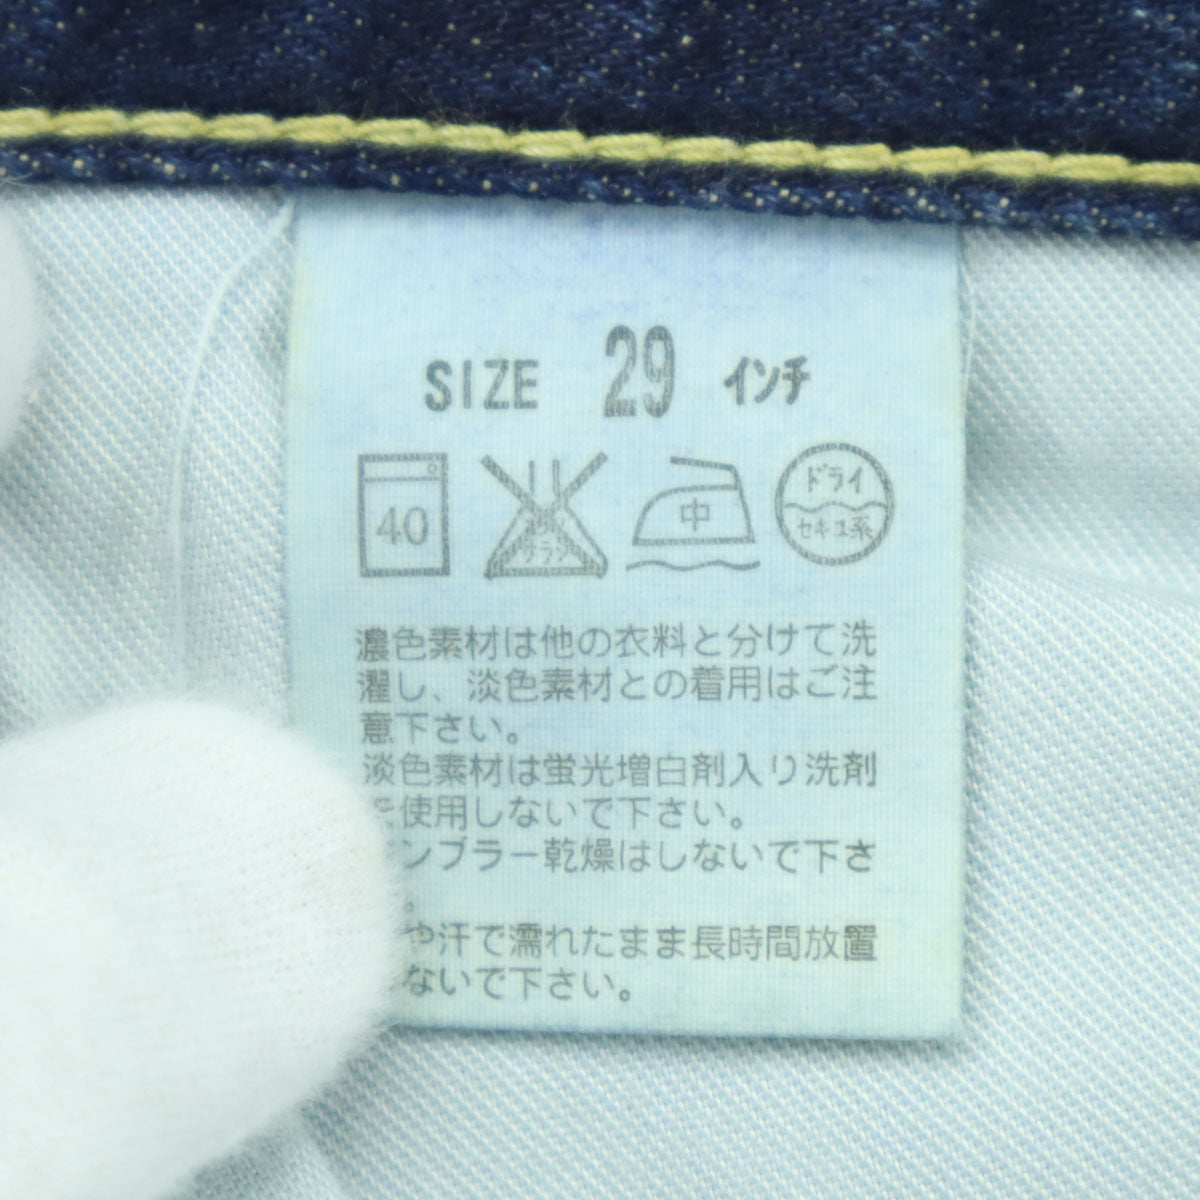 SIZE 29 インチ
40 サラシ 中 ドライ
セキユ系
濃色素材は他の衣料と分けて洗
濯し、淡色素材との着用はご注
意下さい。
淡色素材は蛍光増白剤入り洗剤
を使用しないで下さい。
ンブラー乾燥はしないで下さ
。
や汗で濡れたまま長時間放置
ないで下さい。